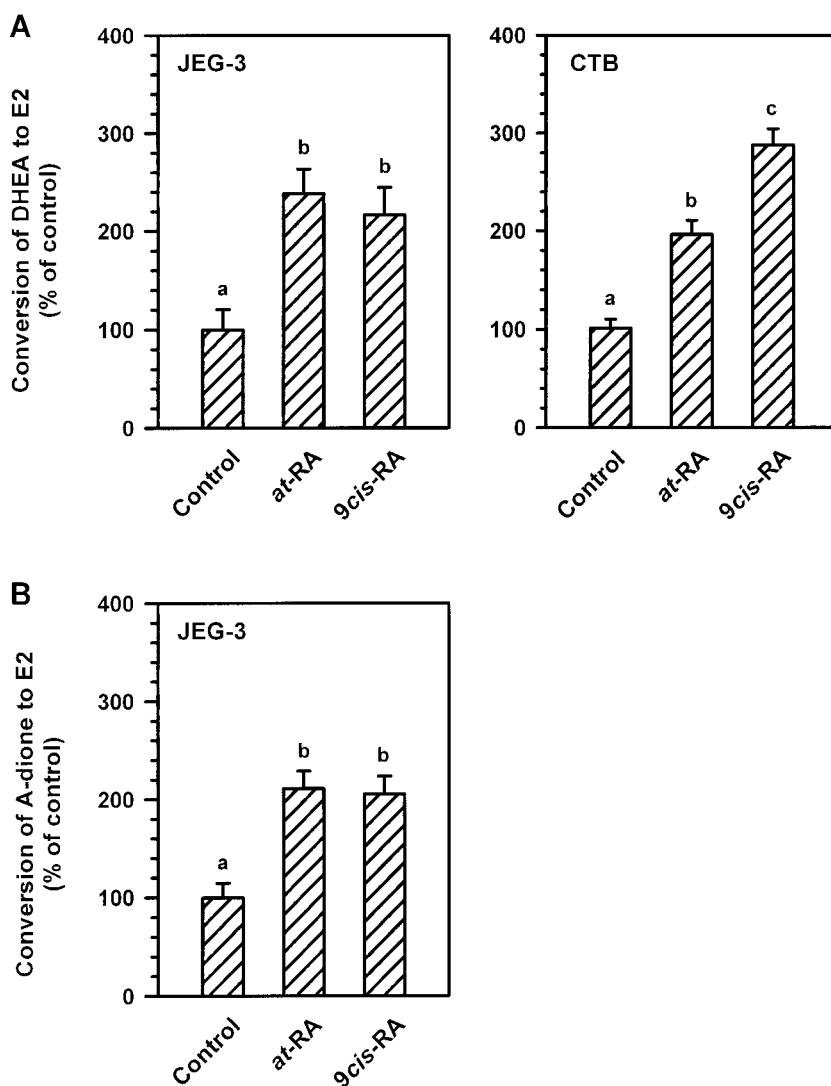 A
Conversion of DHEA to E2
(% of control)
400
300
200
100
0
JEG-3
a
b
b
Control
at-RA
9cis-RA
400
300
200
100
0
CTB
a
b
c
Control
at-RA
9cis-RA
B
Conversion of A-dione to E2
(% of control)
400
300
200
100
0
JEG-3
a
b
b
Control
at-RA
9cis-RA